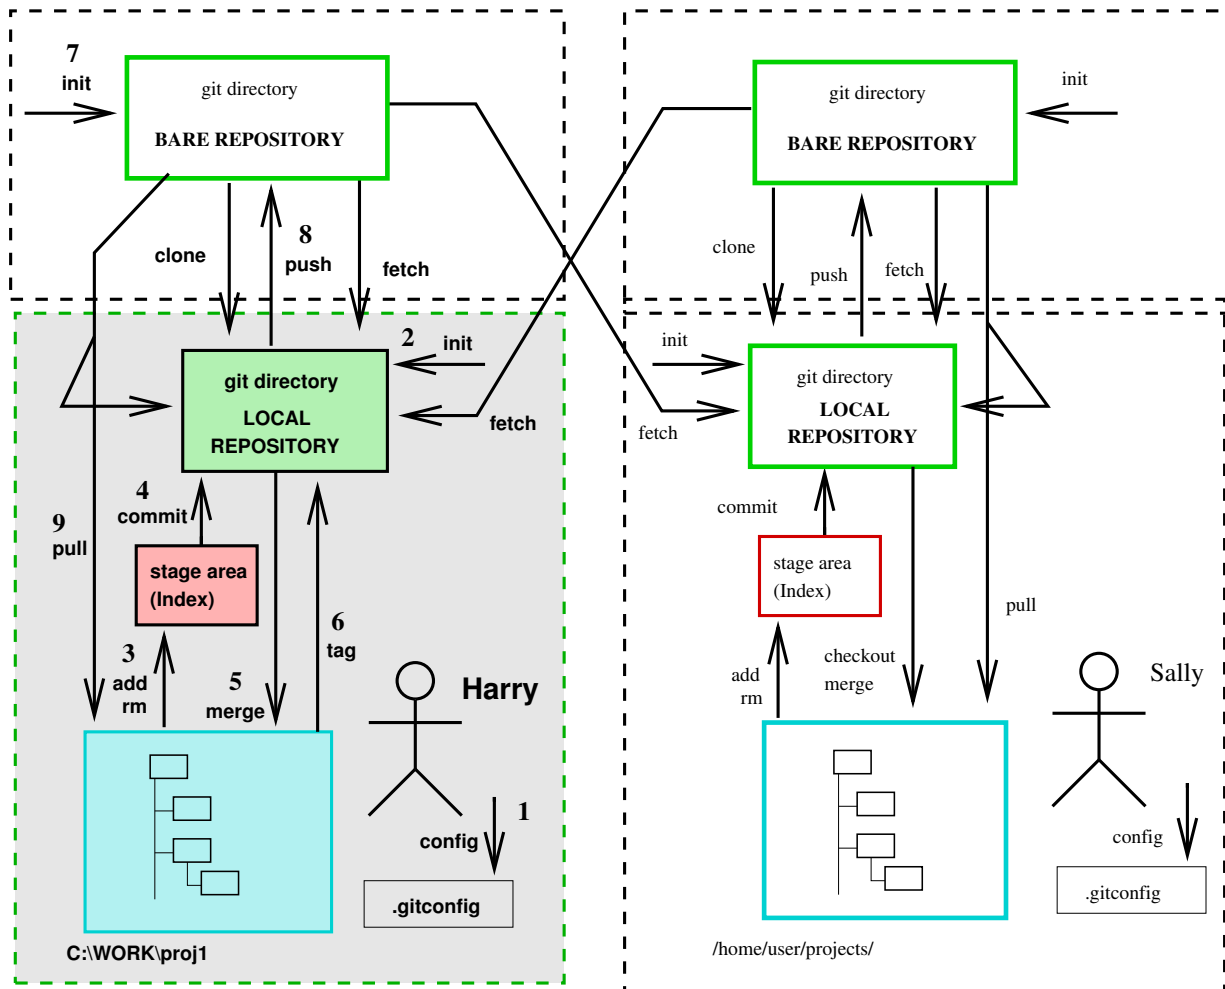 7
init
git directory
BARE REPOSITORY
clone
8
push
fetch
2
init
git directory
LOCAL
REPOSITORY
fetch
4
commit
9
pull
stage area
(Index)
3
add
rm
5
merge
6
tag
Harry
1
config
.gitconfig
C:\WORK\proj1
git directory
BARE REPOSITORY
init
clone
push
fetch
init
git directory
LOCAL
REPOSITORY
fetch
commit
stage area
(Index)
pull
add
rm
checkout
merge
Sally
config
.gitconfig
/home/user/projects/